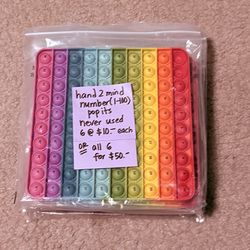 hand 2 mind
number (1-100)
pop its
never used
6 @ $10.- each
OR all 6
for $50.-